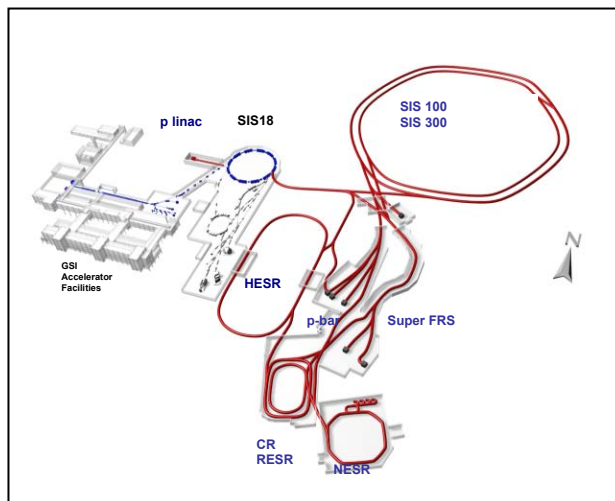 p linac
SIS18
SIS 100
SIS 300
GSI
Accelerator
Facilities
N
HESR
p-bar
Super FRS
CR
RESR
NESR